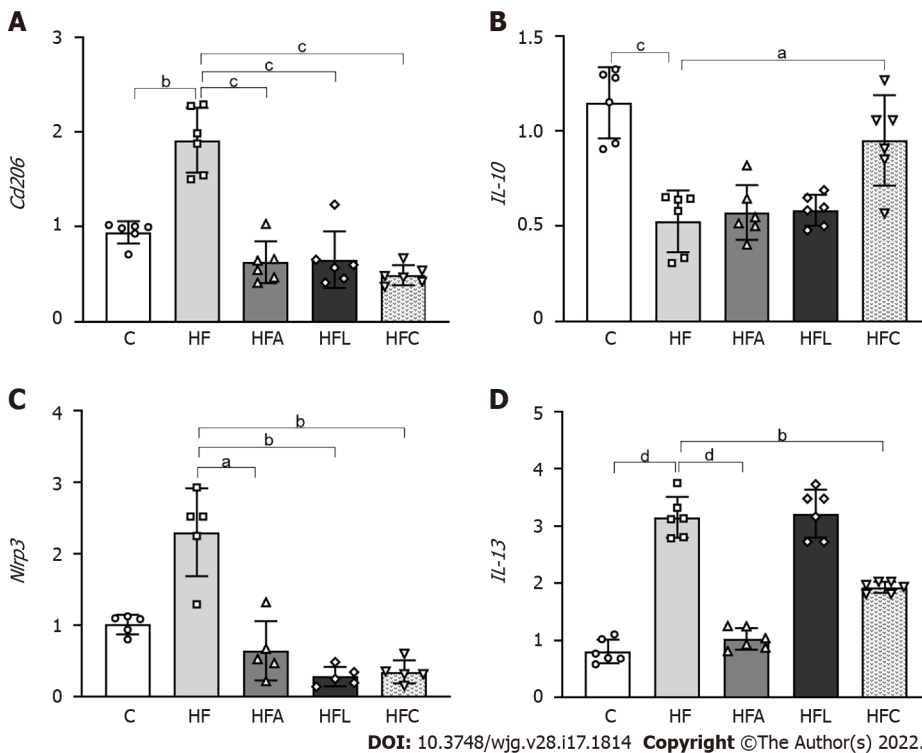 A
3
2
1
0
Cd206
b
c
c
c
C HF HFA HFL HFC
B
1.5
1.0
0.5
0
IL-10
c
a
C HF HFA HFL HFC
C
4
3
2
1
0
Nlrp3
a
b
b
C HF HFA HFL HFC
D
5
4
3
2
1
0
IL-13
d
d
b
C HF HFA HFL HFC
DOI: 10.3748/wjg.v28.i17.1814 Copyright ©The Author(s) 2022.